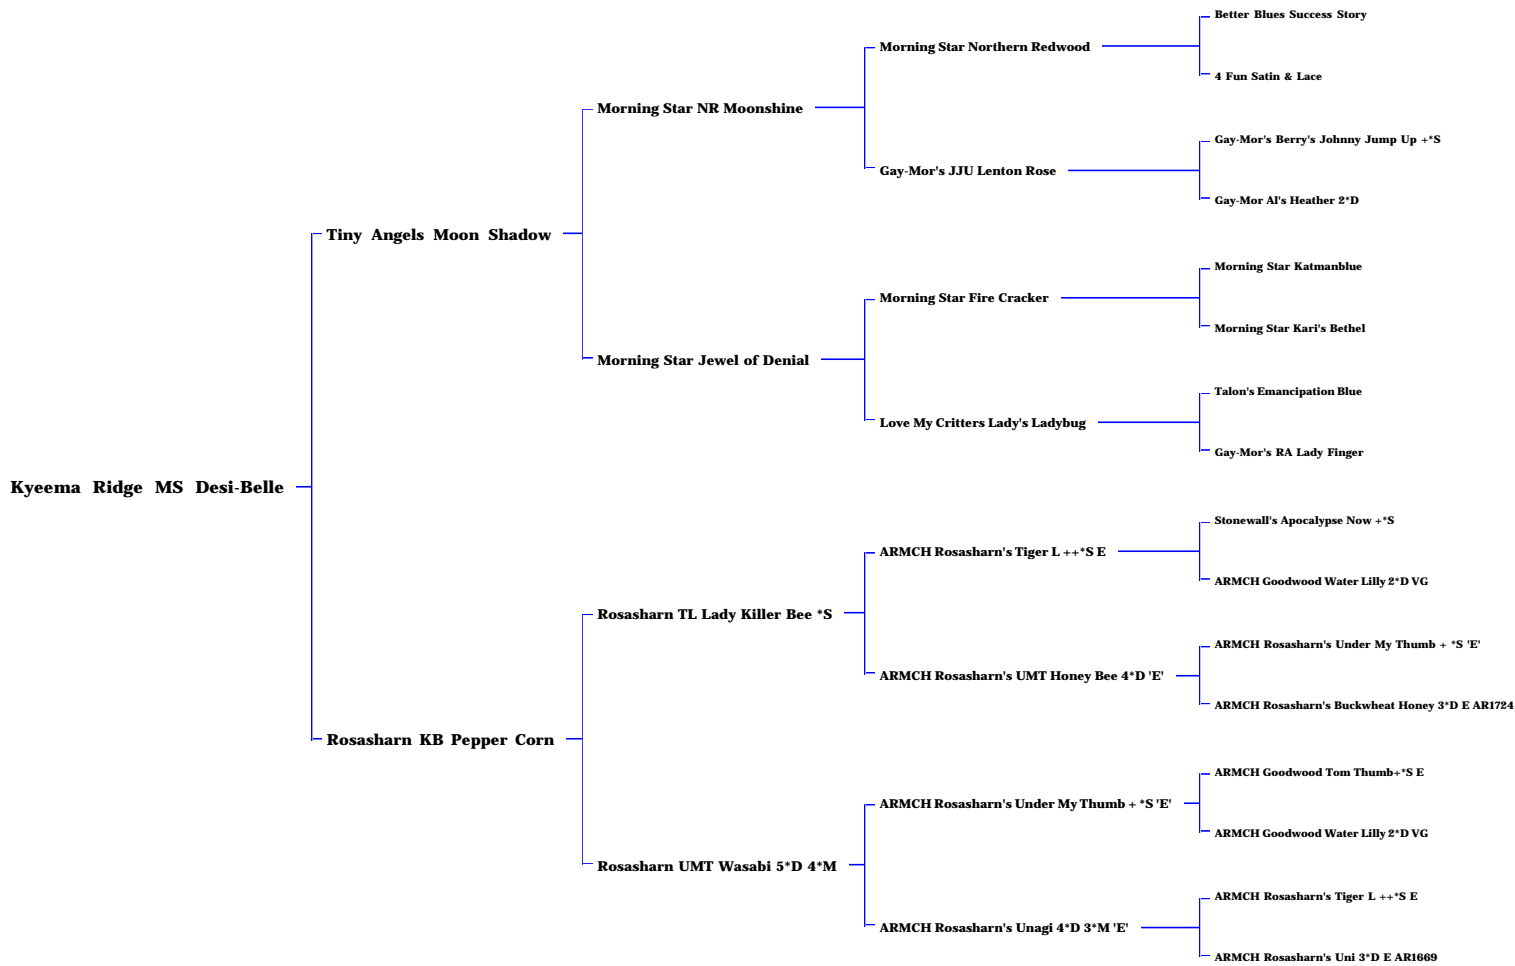 Better Blues Success Story
Morning Star Northern Redwood
4 Fun Satin & Lace
Morning Star NR Moonshine
Gay-Mor's Berry's Johnny Jump Up +*S
Gay-Mor's JJU Lenton Rose
Gay-Mor Al's Heather 2*D
Tiny Angels Moon Shadow
Morning Star Katmanblue
Morning Star Fire Cracker
Morning Star Kari's Bethel
Morning Star Jewel of Denial
Talon's Emancipation Blue
Love My Critters Lady's Ladybug
Gay-Mor's RA Lady Finger
Kyeema Ridge MS Desi-Belle
Stonewall's Apocalypse Now +*S
ARMCH Rosasharn's Tiger L ++*S E
ARMCH Goodwood Water Lilly 2*D VG
Rosasharn TL Lady Killer Bee *S
ARMCH Rosasharn's Under My Thumb + *S 'E'
ARMCH Rosasharn's UMT Honey Bee 4*D 'E'
ARMCH Rosasharn's Buckwheat Honey 3*D E AR1724
Rosasharn KB Pepper Corn
ARMCH Goodwood Tom Thumb+*S E
ARMCH Rosasharn's Under My Thumb + *S 'E'
ARMCH Goodwood Water Lilly 2*D VG
Rosasharn UMT Wasabi 5*D 4*M
ARMCH Rosasharn's Tiger L ++*S E
ARMCH Rosasharn's Unagi 4*D 3*M 'E'
ARMCH Rosasharn's Uni 3*D E AR1669